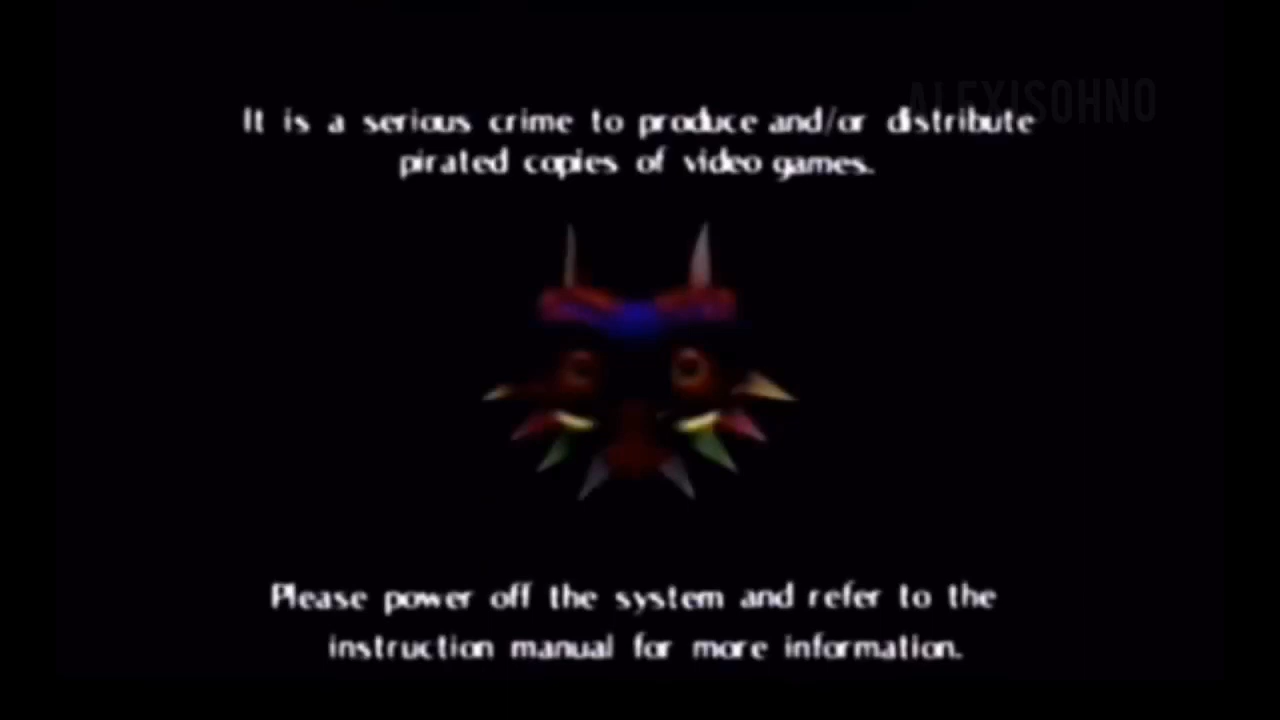 ALEXISOHNO
It is a serious crime to produce and/or distribute
pirated copies of video games.
Please power off the system and refer to the
instruction manual for more information.